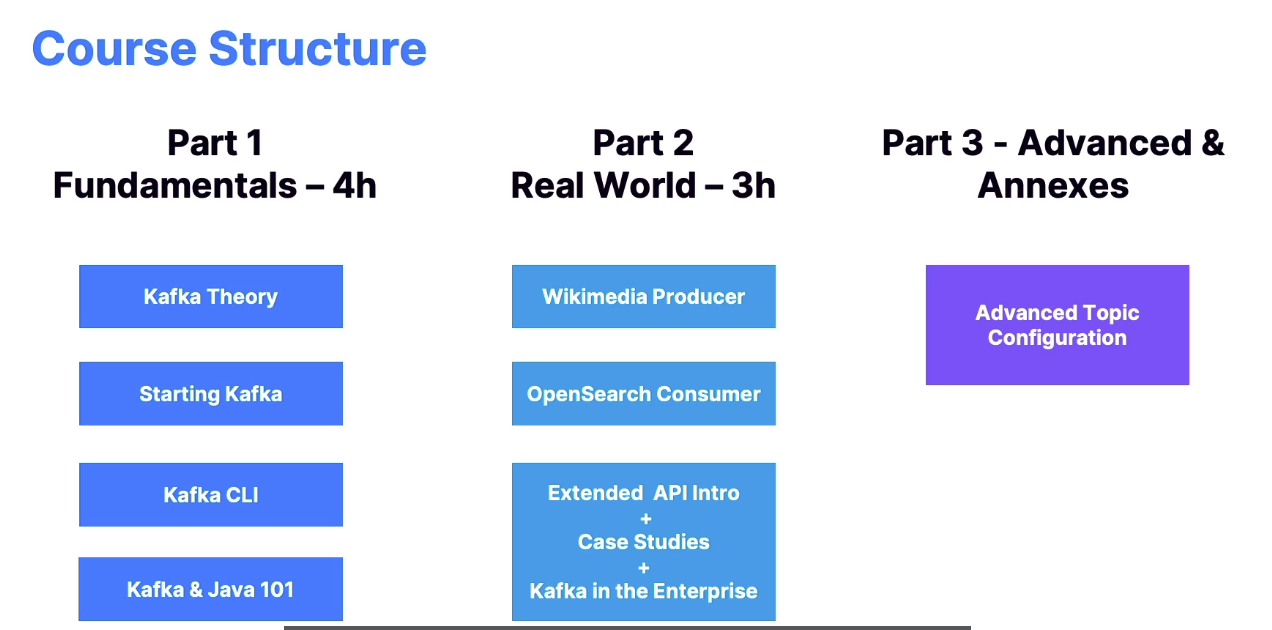 Course Structure
Part 1
Fundamentals – 4h
Kafka Theory
Starting Kafka
Kafka CLI
Kafka & Java 101
Part 2
Real World – 3h
Wikimedia Producer
OpenSearch Consumer
Extended  API Intro
+
Case Studies
+
Kafka in the Enterprise
Part 3 - Advanced &
Annexes
Advanced Topic
Configuration